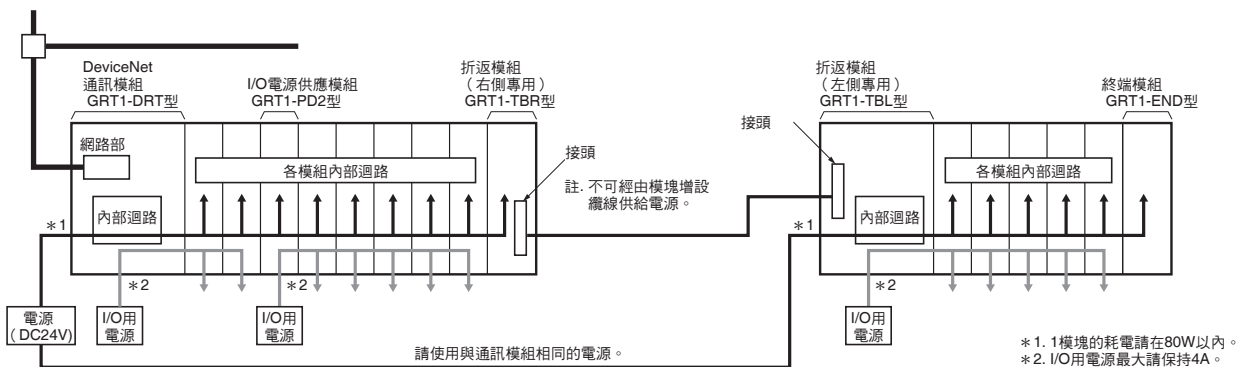 DeviceNet
通訊模組
GRT1-DRT型
I/O電源供應模組
GRT1-PD2型
折返模組
（右側專用）
GRT1-TBR型
折返模組
（左側專用）
GRT1-TBL型
終端模組
GRT1-END型
網路部
各模組內部迴路
接頭
註. 不可經由模塊增設
纜線供給電源。
接頭
各模組內部迴路
內部迴路
＊1
內部迴路
＊1
＊2
＊2
＊2
電源
（DC24V）
I/O用
電源
I/O用
電源
I/O用
電源
請使用與通訊模組相同的電源。
＊1. 1模塊的耗電請在80W以內。
＊2. I/O用電源最大請保持4A。